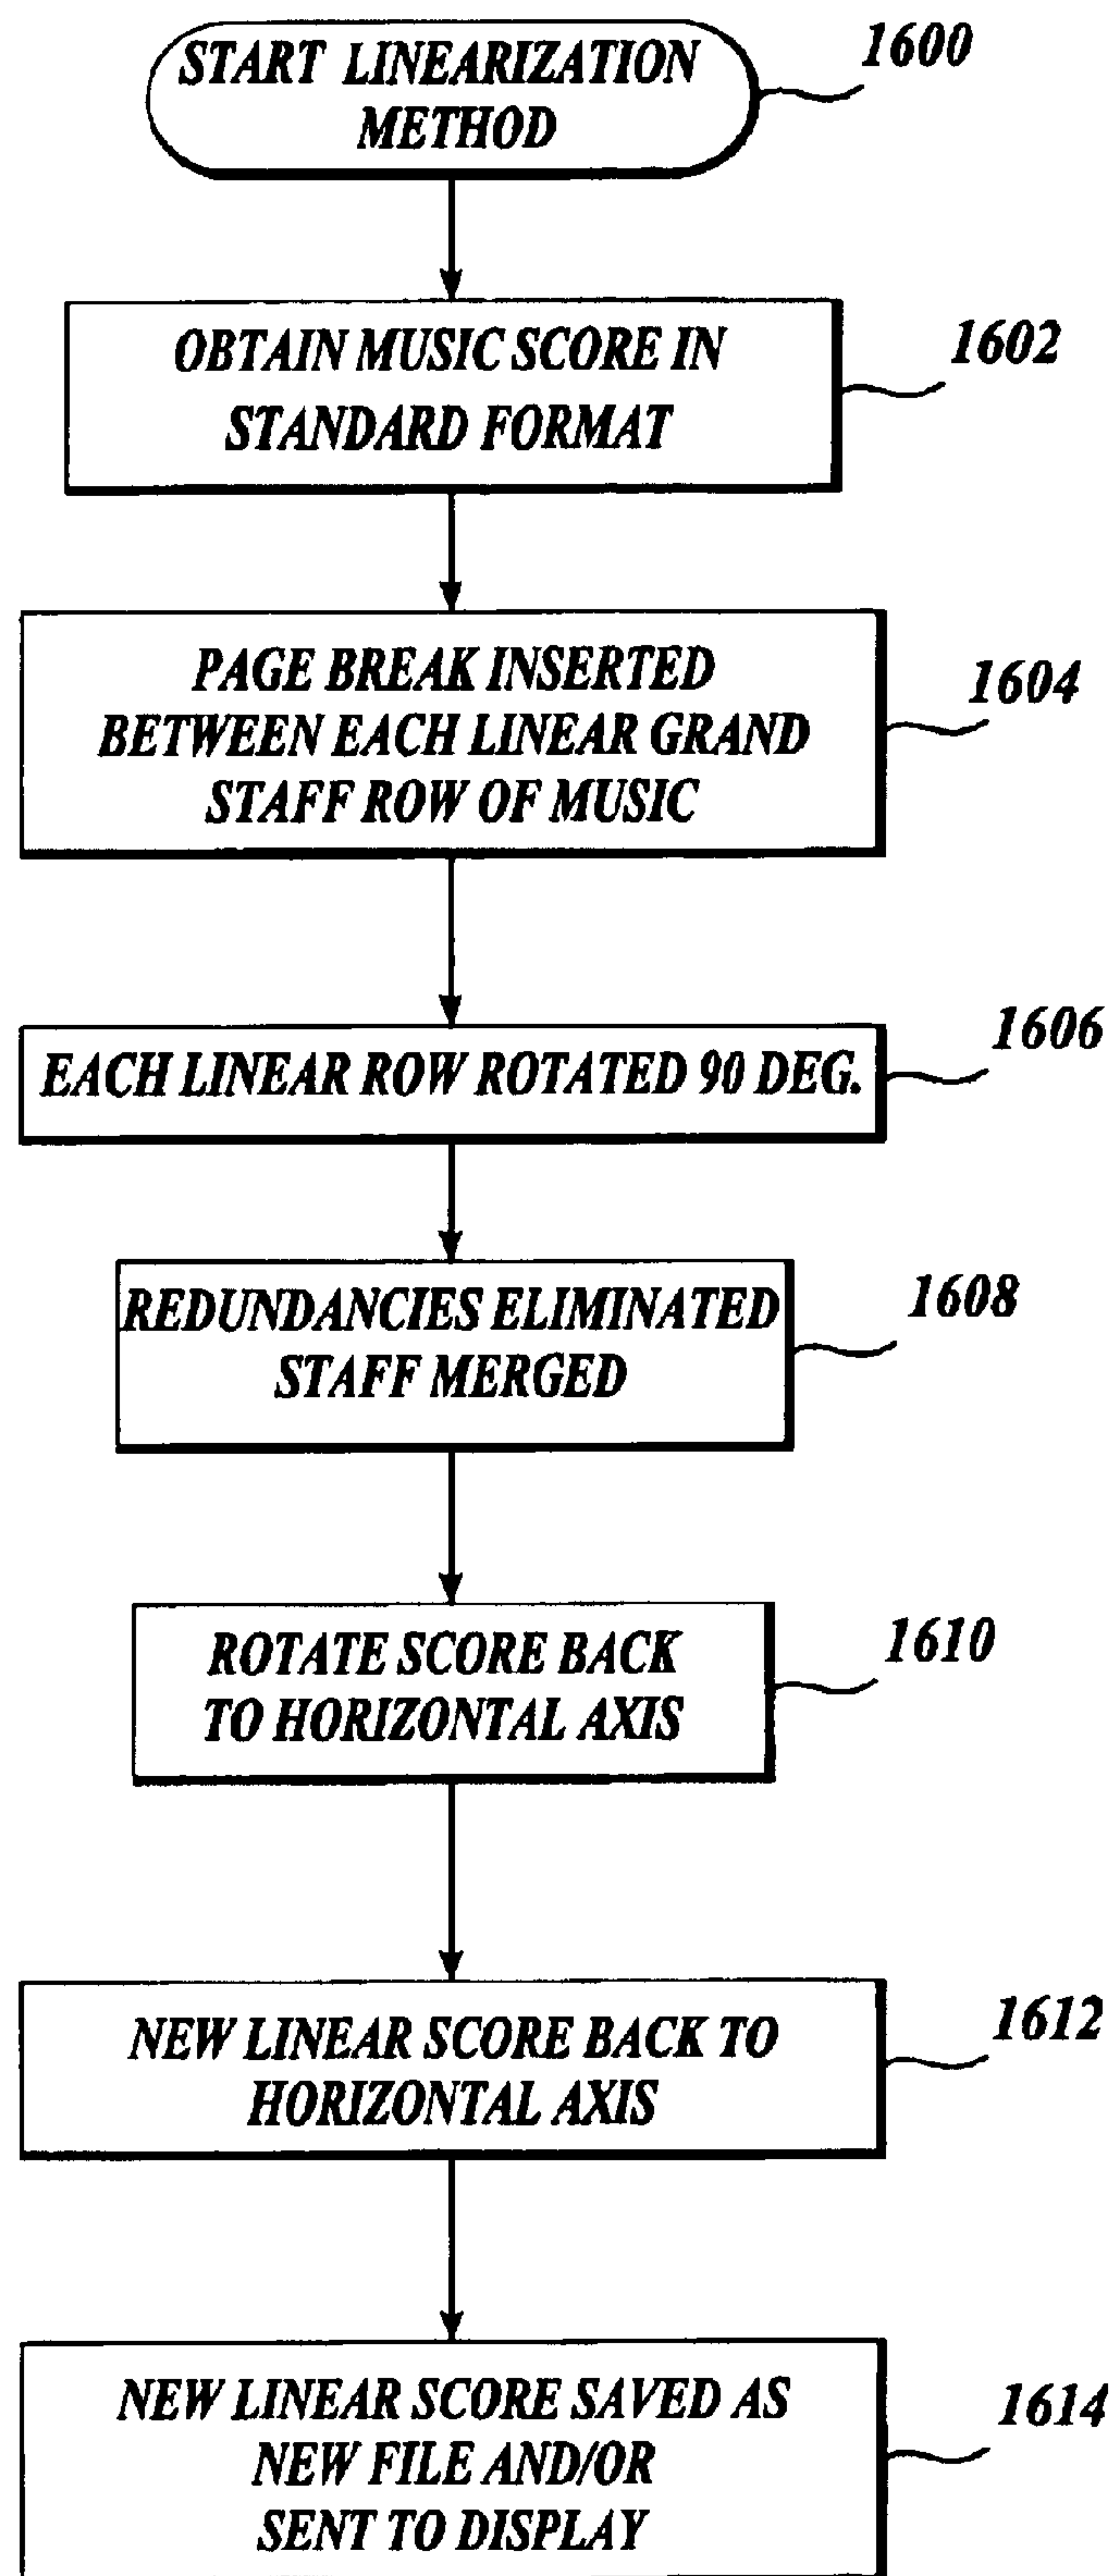 START LINEARIZATION
METHOD
1600
OBTAIN MUSIC SCORE IN
STANDARD FORMAT
1602
PAGE BREAK INSERTED
BETWEEN EACH LINEAR GRAND
STAFF ROW OF MUSIC
1604
EACH LINEAR ROW ROTATED 90 DEG.
1606
REDUNDANCIES ELIMINATED
STAFF MERGED
1608
ROTATE SCORE BACK
TO HORIZONTAL AXIS
1610
NEW LINEAR SCORE BACK TO
HORIZONTAL AXIS
1612
NEW LINEAR SCORE SAVED AS
NEW FILE AND/OR
SENT TO DISPLAY
1614